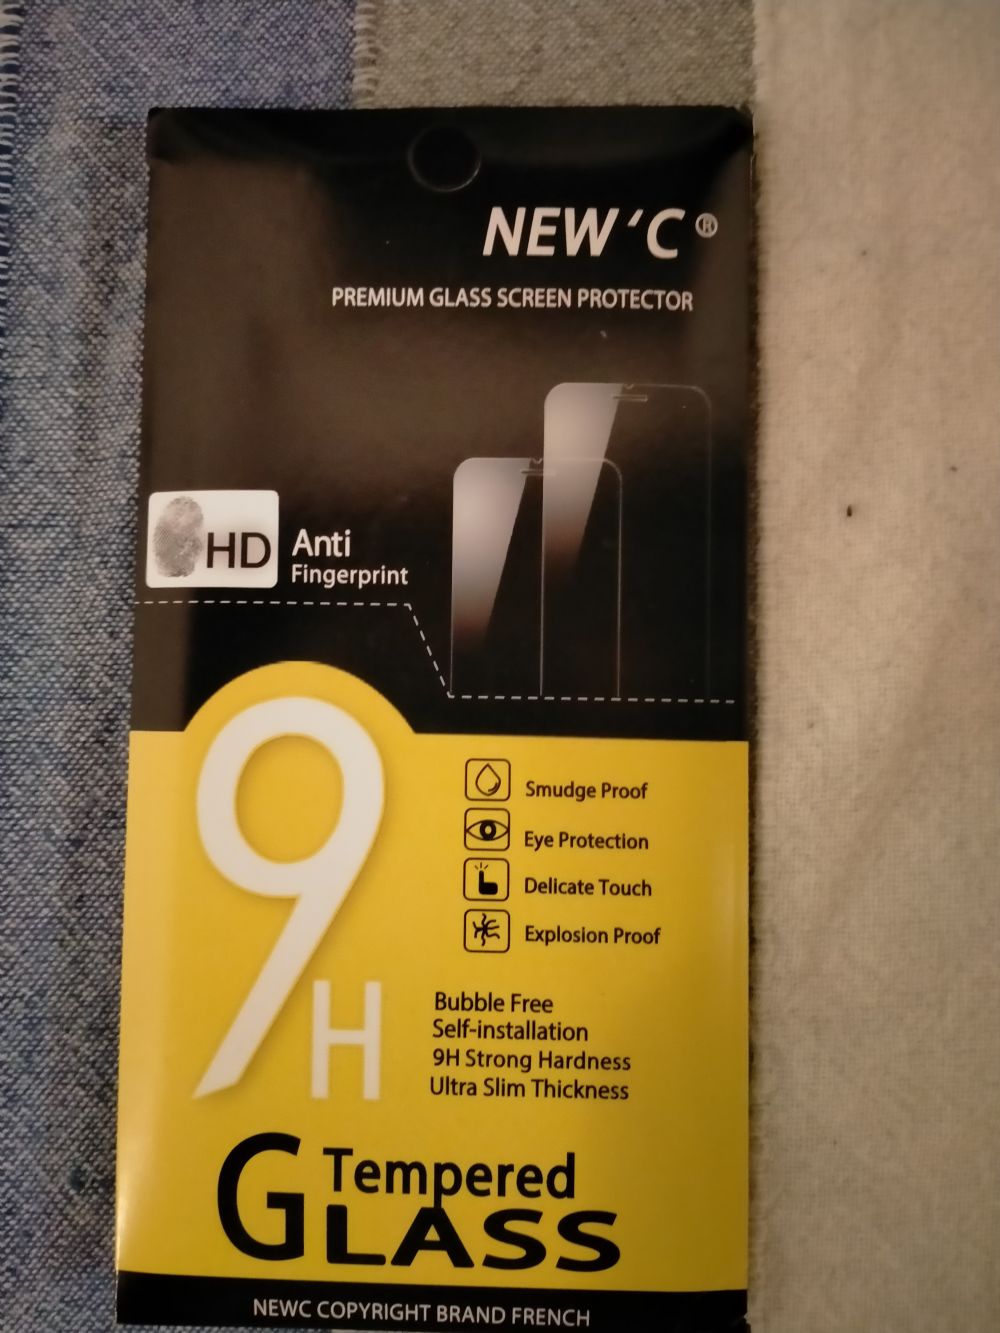 NEW'C®
PREMIUM GLASS SCREEN PROTECTOR
HD
Anti
Fingerprint
9H
Smudge Proof
Eye Protection
Delicate Touch
Explosion Proof
Bubble Free
Self-installation
9H Strong Hardness
Ultra Slim Thickness
Tempered
GLASS
NEWC COPYRIGHT BRAND FRENCH